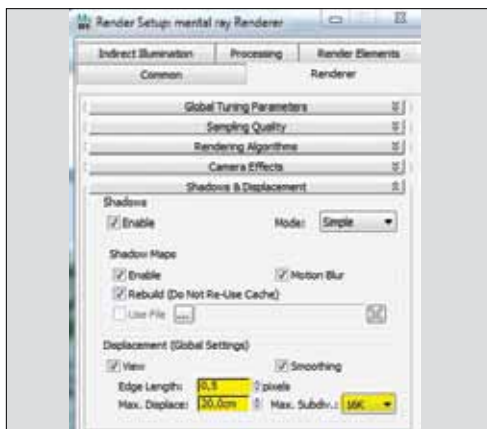 Render Setup: mental ray Renderer
Indirect Illumination Processing Render Elements
Common Renderer
Global Tuning Parameters
Sampling Quality
Rendering Algorithms
Camera Effects
Shadows & Displacement
Shadows
Enable Mode: Simple
Shadow Maps
Enable Motion Blur
Rebuild (Do Not Re-Use Cache)
Use File ...
Displacement (Global Settings)
View Smoothing
Edge Length: 0,5 pixels
Max. Displace: 20,0cm Max. Subdiv.: 16K